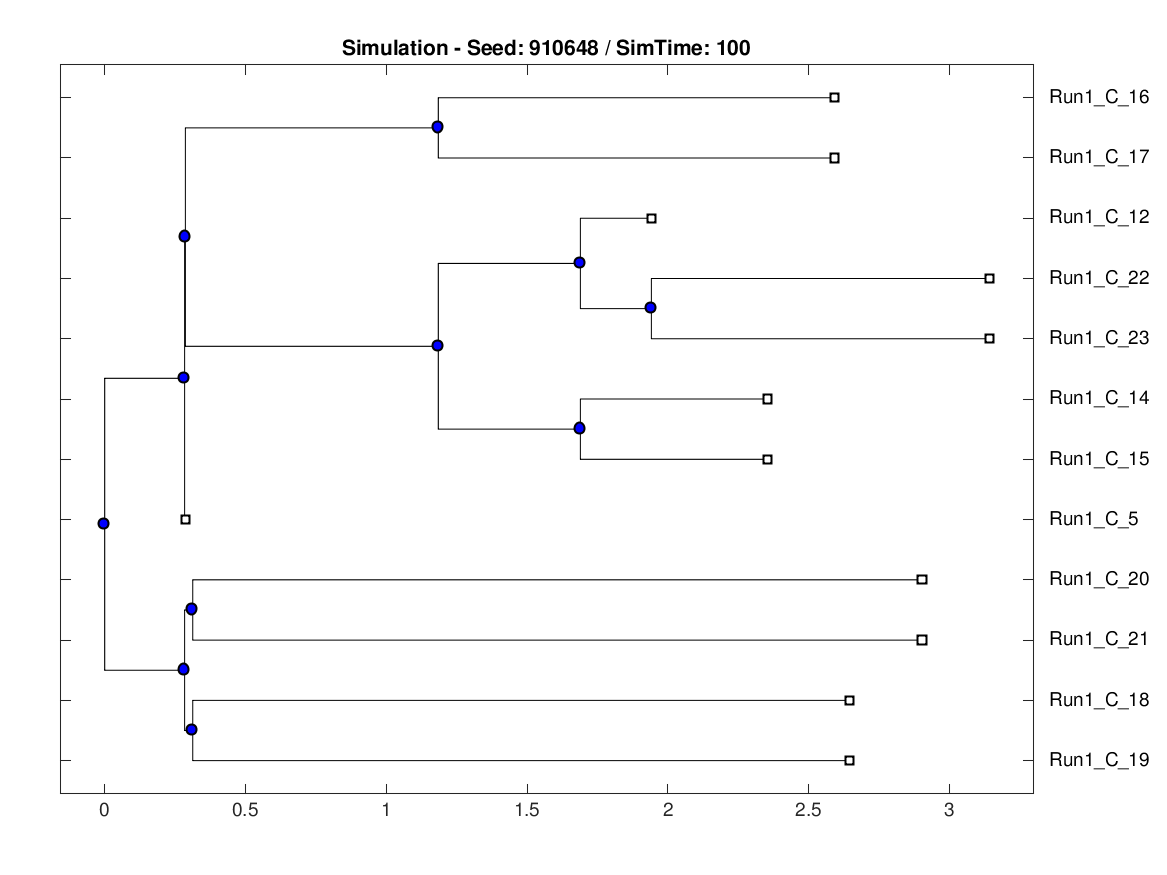 Simulation - Seed: 910648 / SimTime: 100
Run1_C_16
Run1_C_17
Run1_C_12
Run1_C_22
Run1_C_23
Run1_C_14
Run1_C_15
Run1_C_5
Run1_C_20
Run1_C_21
Run1_C_18
Run1_C_19
0 0.5 1 1.5 2 2.5 3